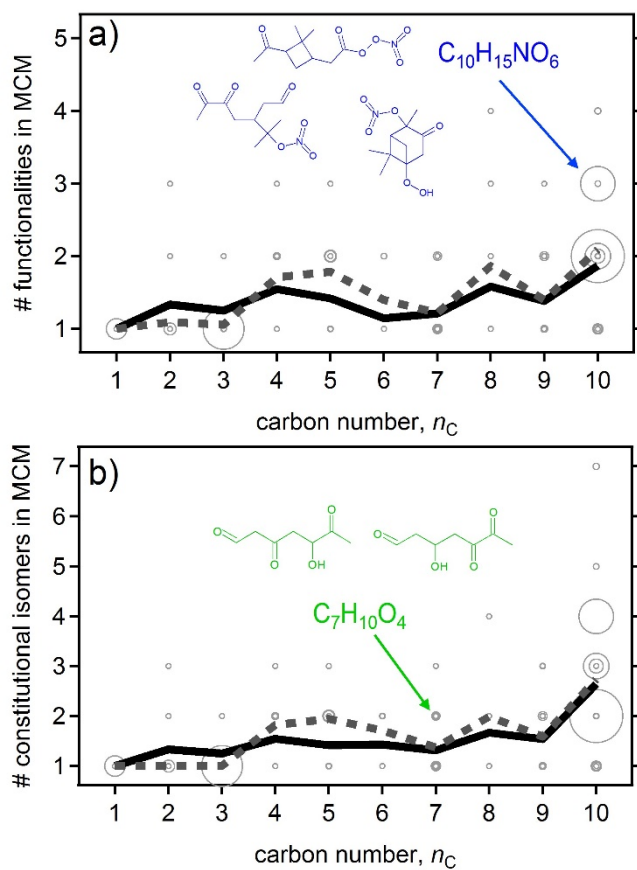 a)
C₁₀H₁₅NO₆
# functionalities in MCM
5
4
3
2
1
1 2 3 4 5 6 7 8 9 10
carbon number, nC
O O O O N O O
O O O O N O O
O N O O O O OH
b)
C₇H₁₀O₄
# constitutional isomers in MCM
7
6
5
4
3
2
1
1 2 3 4 5 6 7 8 9 10
carbon number, nC
O O OH O
O OH O O